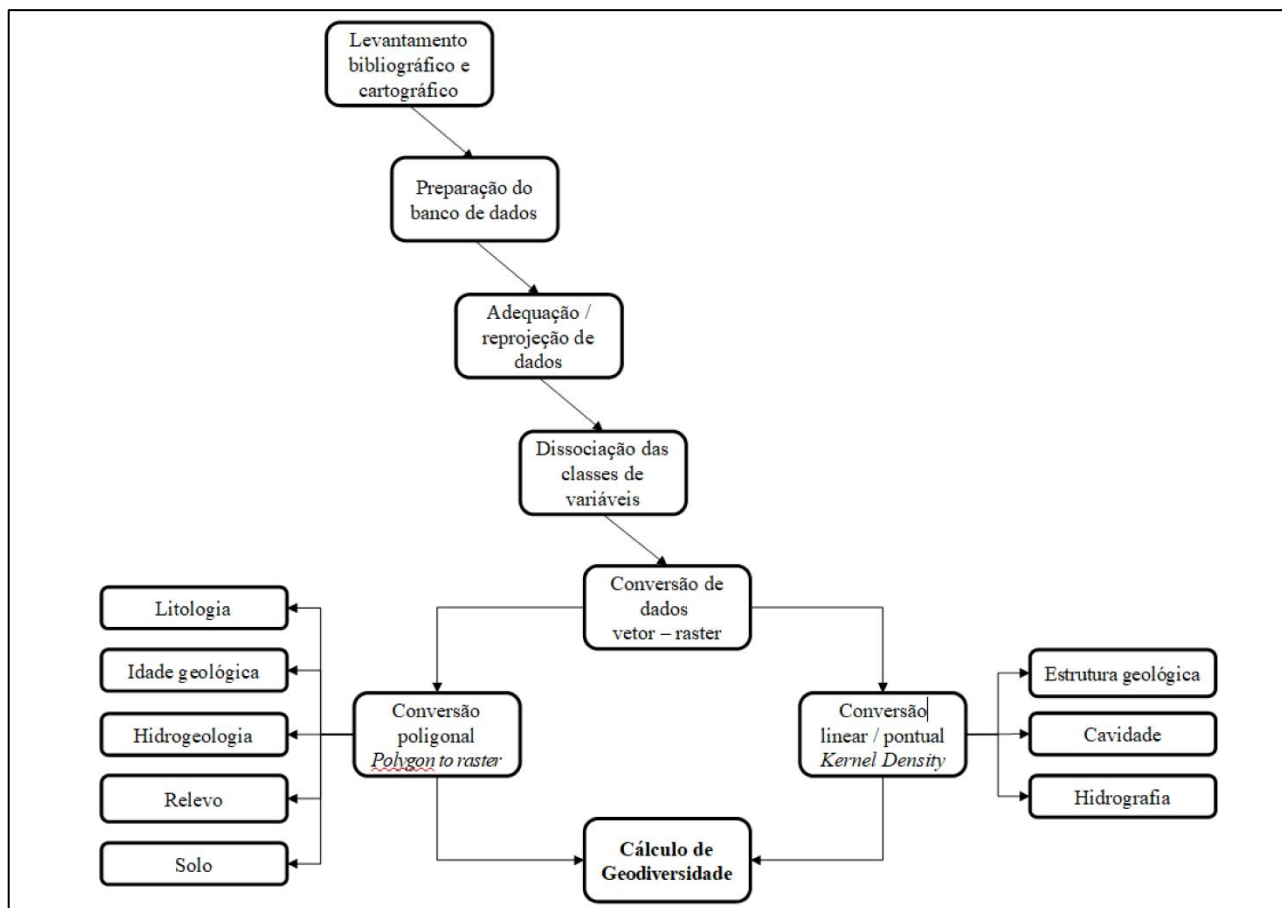 Levantamento
bibliográfico e
cartográfico
Preparação do
banco de dados
Adequação /
reprojeção de
dados
Dissociação das
classes de
variáveis
Conversão de
dados
vetor – raster
Litologia
Idade geológica
Hidrogeologia
Relevo
Solo
Conversão
poligonal
Polygon to raster
Conversão
linear / pontual
Kernel Density
Estrutura geológica
Cavidade
Hidrografia
Cálculo de
Geodiversidade